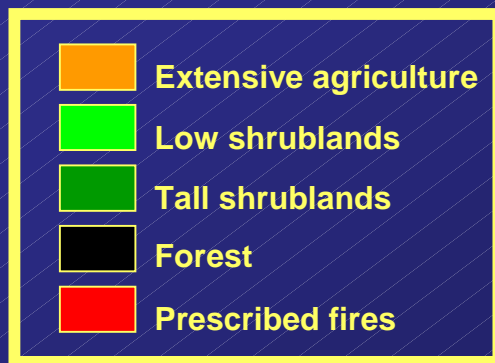 Extensive agriculture
Low shrublands
Tall shrublands
Forest
Prescribed fires